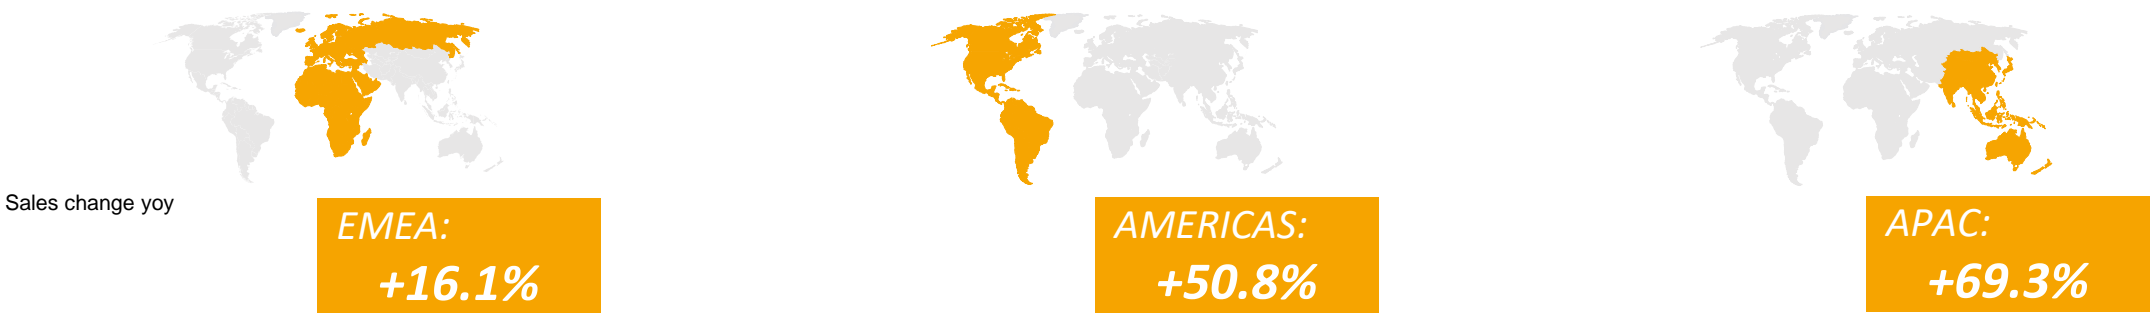 Sales change yoy
EMEA:
+16.1%
AMERICAS:
+50.8%
APAC:
+69.3%